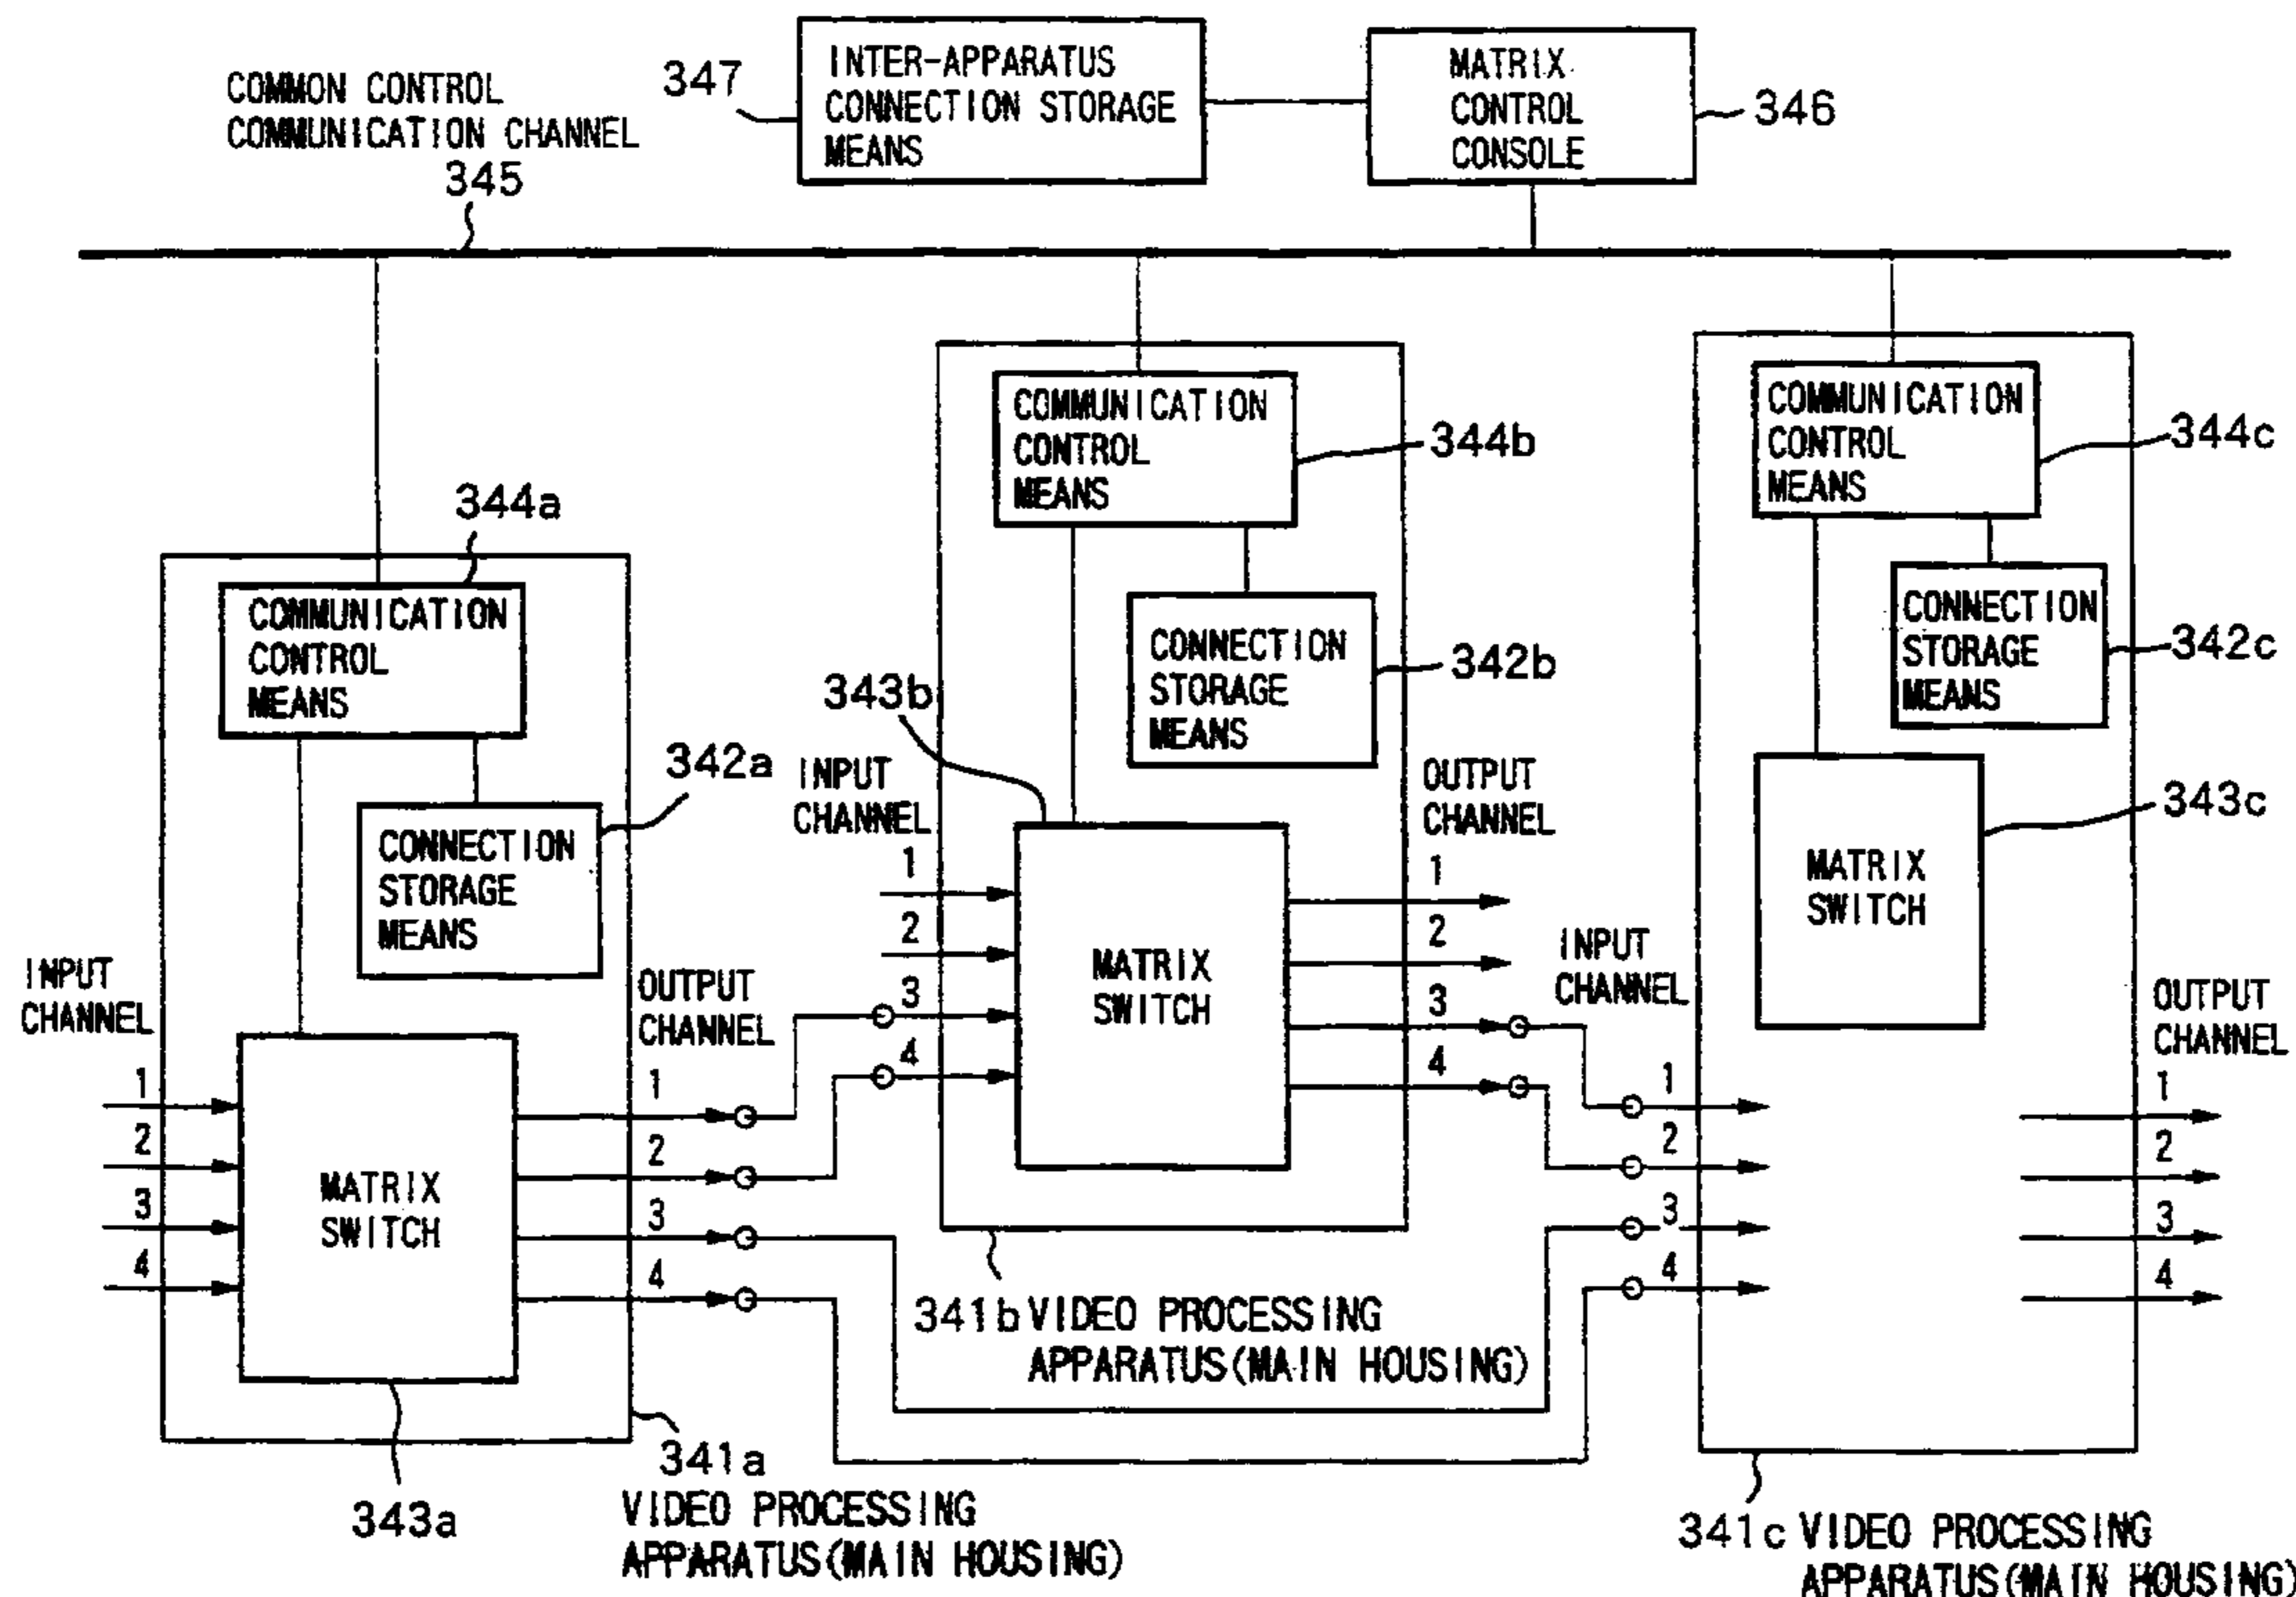 COMMON CONTROL
COMMUNICATION CHANNEL
345
347
INTER-APPARATUS
CONNECTION STORAGE
MEANS
MATRIX
CONTROL
CONSOLE
346
344a
COMMUNICATION
CONTROL
MEANS
342a
CONNECTION
STORAGE
MEANS
INPUT
CHANNEL
1
2
3
4
MATRIX
SWITCH
OUTPUT
CHANNEL
1
2
3
4
343a
341a
VIDEO PROCESSING
APPARATUS(MAIN HOUSING)
COMMUNICATION
CONTROL
MEANS
344b
CONNECTION
STORAGE
MEANS
342b
343b
INPUT
CHANNEL
1
2
3
4
MATRIX
SWITCH
OUTPUT
CHANNEL
1
2
3
4
341b VIDEO PROCESSING
APPARATUS(MAIN HOUSING)
COMMUNICATION
CONTROL
MEANS
344c
CONNECTION
STORAGE
MEANS
342c
MATRIX
SWITCH
343c
INPUT
CHANNEL
1
2
3
4
OUTPUT
CHANNEL
1
2
3
4
341c VIDEO PROCESSING
APPARATUS(MAIN HOUSING)